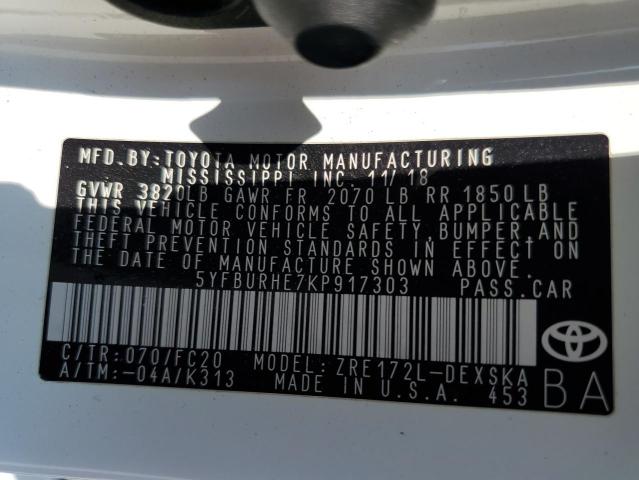 MFD.BY:TOYOTA MOTOR MANUFACTURING
MISSISSIPPI INC. 11/18
GVWR 3820LB GAWR FR 2070 LB RR 1850 LB
THIS VEHICLE CONFORMS TO ALL APPLICABLE
FEDERAL MOTOR VEHICLE SAFETY, BUMPER, AND
THEFT PREVENTION STANDARDS IN EFFECT ON
THE DATE OF MANUFACTURE SHOWN ABOVE.
5YFBURHE7KP917303 PASS.CAR
C/TR:070/FC20 MODEL:ZRE172L-DEXSKA
A/TM:-04A/K313 MADE IN U.S.A. 453
BA